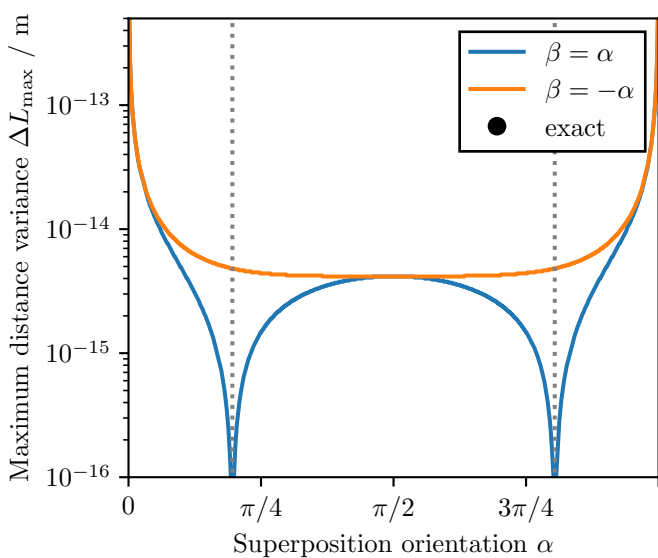 Maximum distance variance ΔL_max / m
10⁻¹³
10⁻¹⁴
10⁻¹⁵
10⁻¹⁶
β = α
β = −α
exact
0
π/4
π/2
3π/4
Superposition orientation α